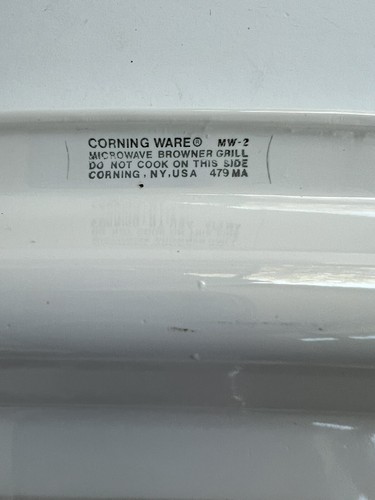 CORNING WARE® MW-2
MICROWAVE BROWNER GRILL
DO NOT COOK ON THIS SIDE
CORNING, NY, USA 479 MA